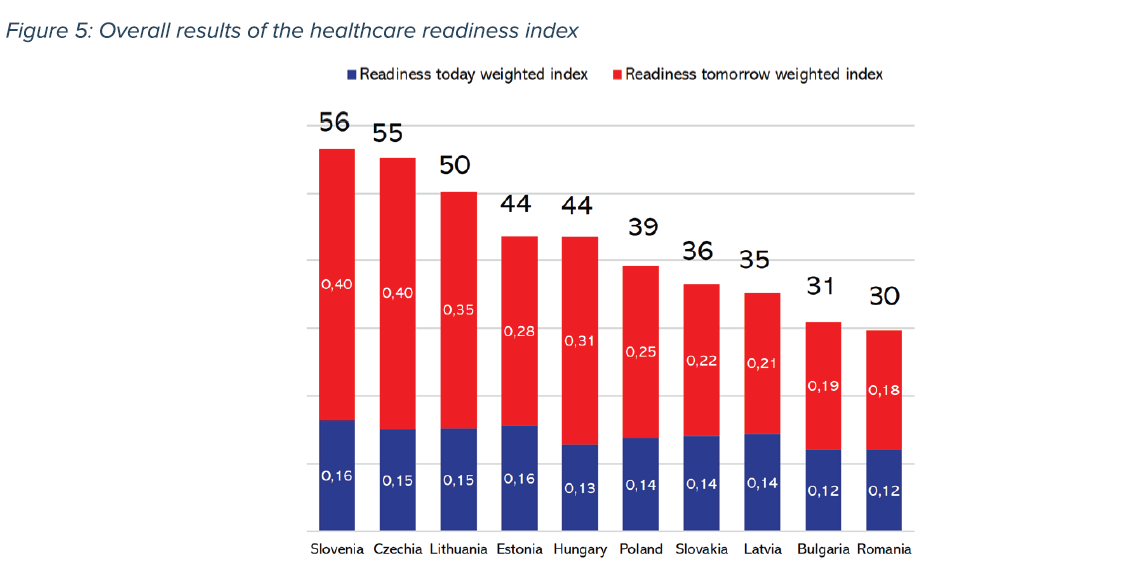 Figure 5: Overall results of the healthcare readiness index
Readiness today weighted index Readiness tomorrow weighted index
56 55 50 44 44 39 36 35 31 30
0,40 0,40 0,35 0,28 0,31 0,25 0,22 0,21 0,19 0,18
0,16 0,15 0,15 0,16 0,13 0,14 0,14 0,14 0,12 0,12
Slovenia Czechia Lithuania Estonia Hungary Poland Slovakia Latvia Bulgaria Romania